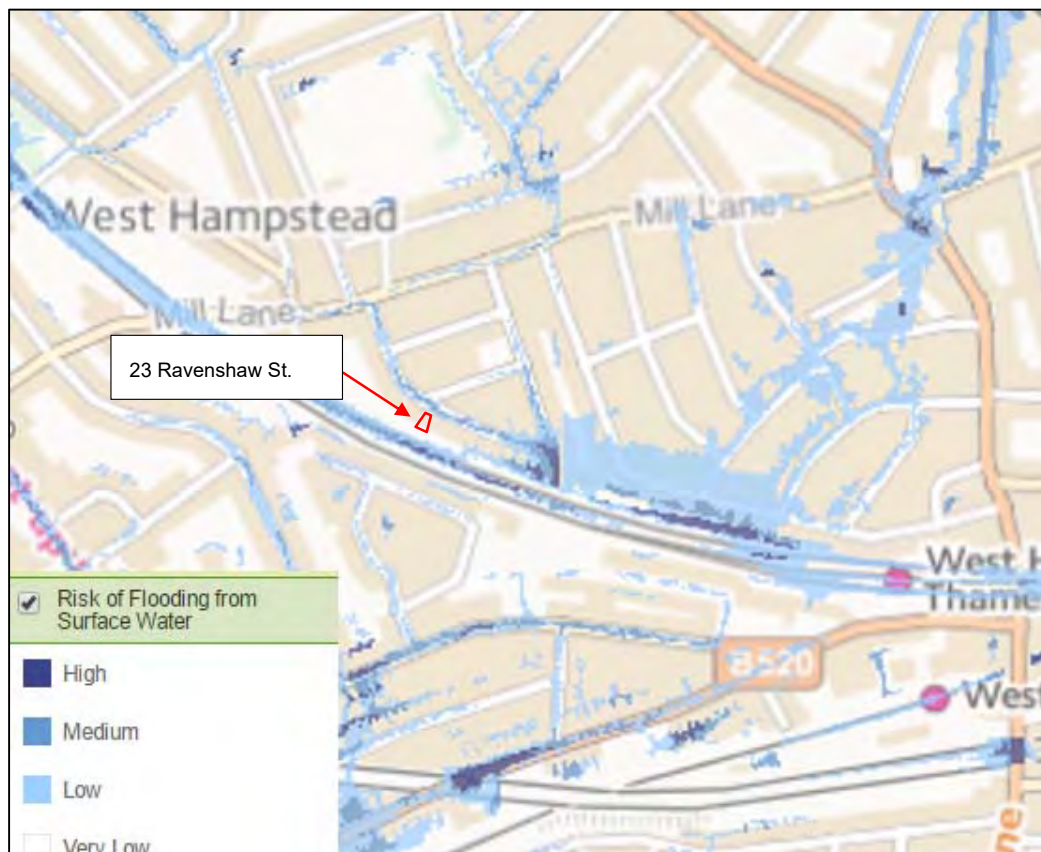 West Hampstead
Mill Lane
Mill Lane
23 Ravenshaw St.
West H
Thame
B520
West
ne
Risk of Flooding from
Surface Water
High
Medium
Low
Very Low